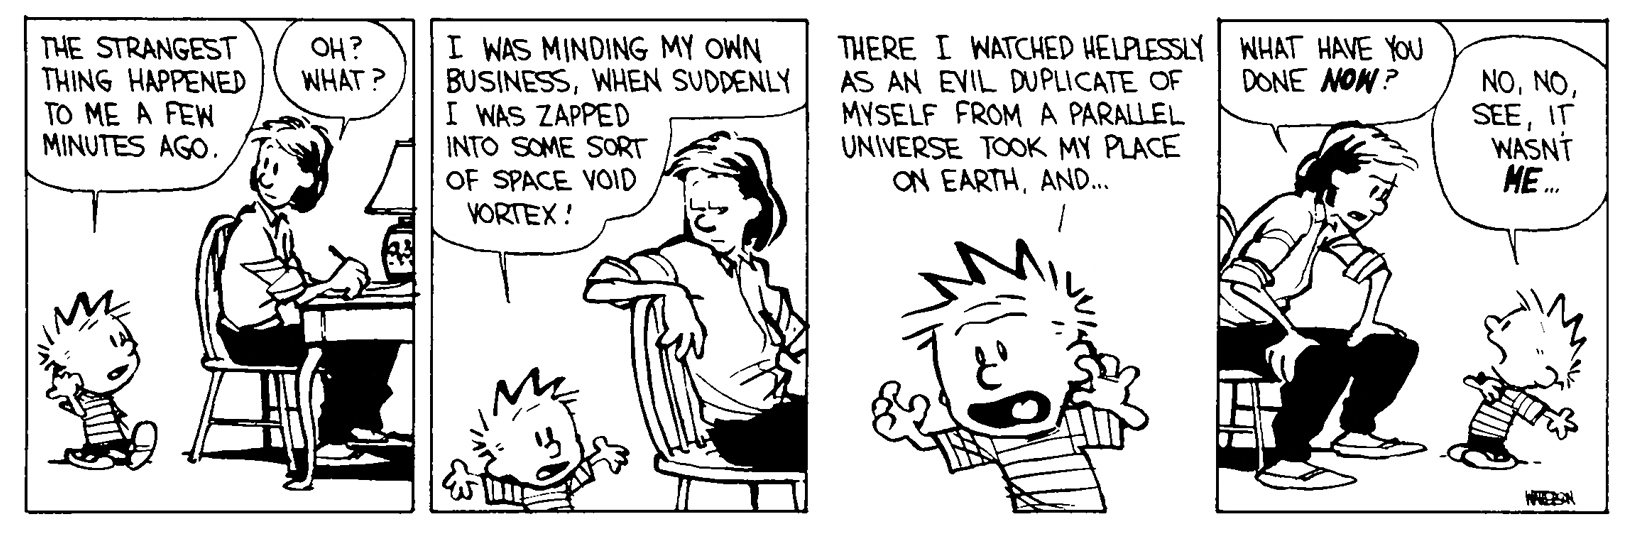 THE STRANGEST
THING HAPPENED
TO ME A FEW
MINUTES AGO.
OH?
WHAT?
I WAS MINDING MY OWN
BUSINESS, WHEN SUDDENLY
I WAS ZAPPED
INTO SOME SORT
OF SPACE VOID
VORTEX!
THERE I WATCHED HELPLESSLY
AS AN EVIL DUPLICATE OF
MYSELF FROM A PARALLEL
UNIVERSE TOOK MY PLACE
ON EARTH, AND...
WHAT HAVE YOU
DONE NOW?
NO, NO,
SEE, IT
WASN'T
ME...
WATTERSON